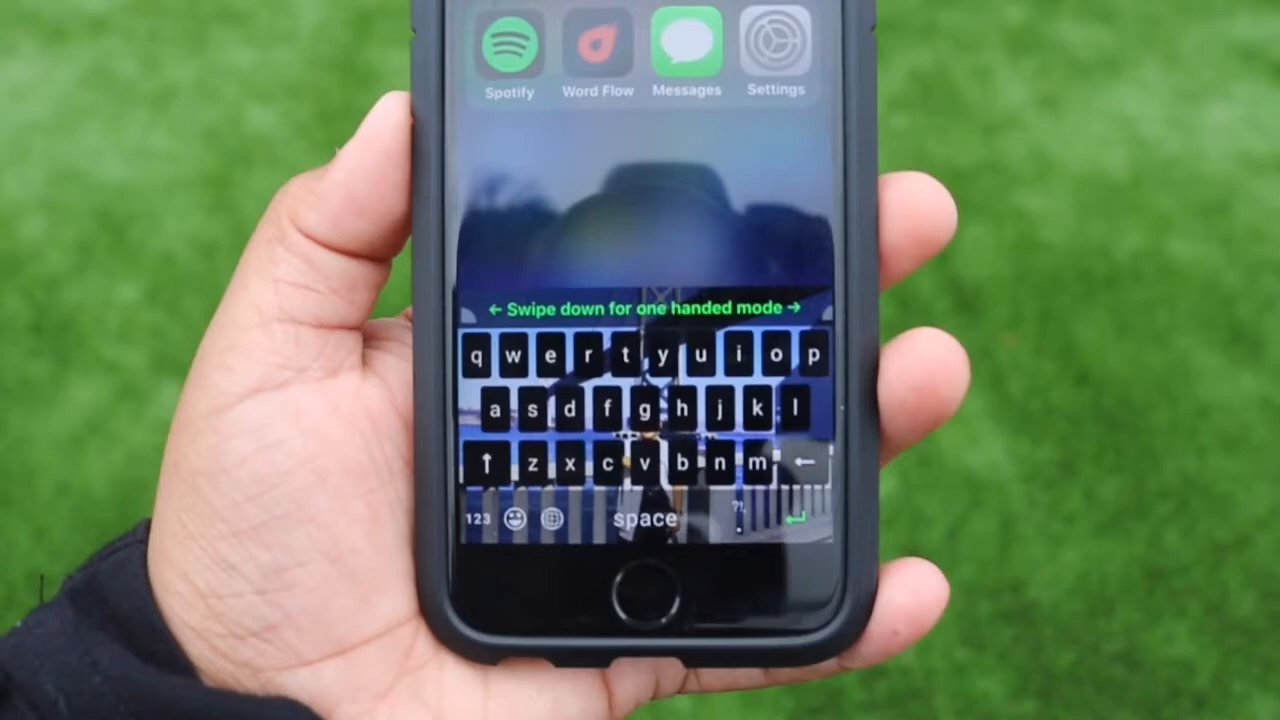 Spotify Word Flow Messages Settings
← Swipe down for one handed mode →
q w e r t y u i o p
a s d f g h j k l
↑ z x c v b n m ←
123 space ?!, .